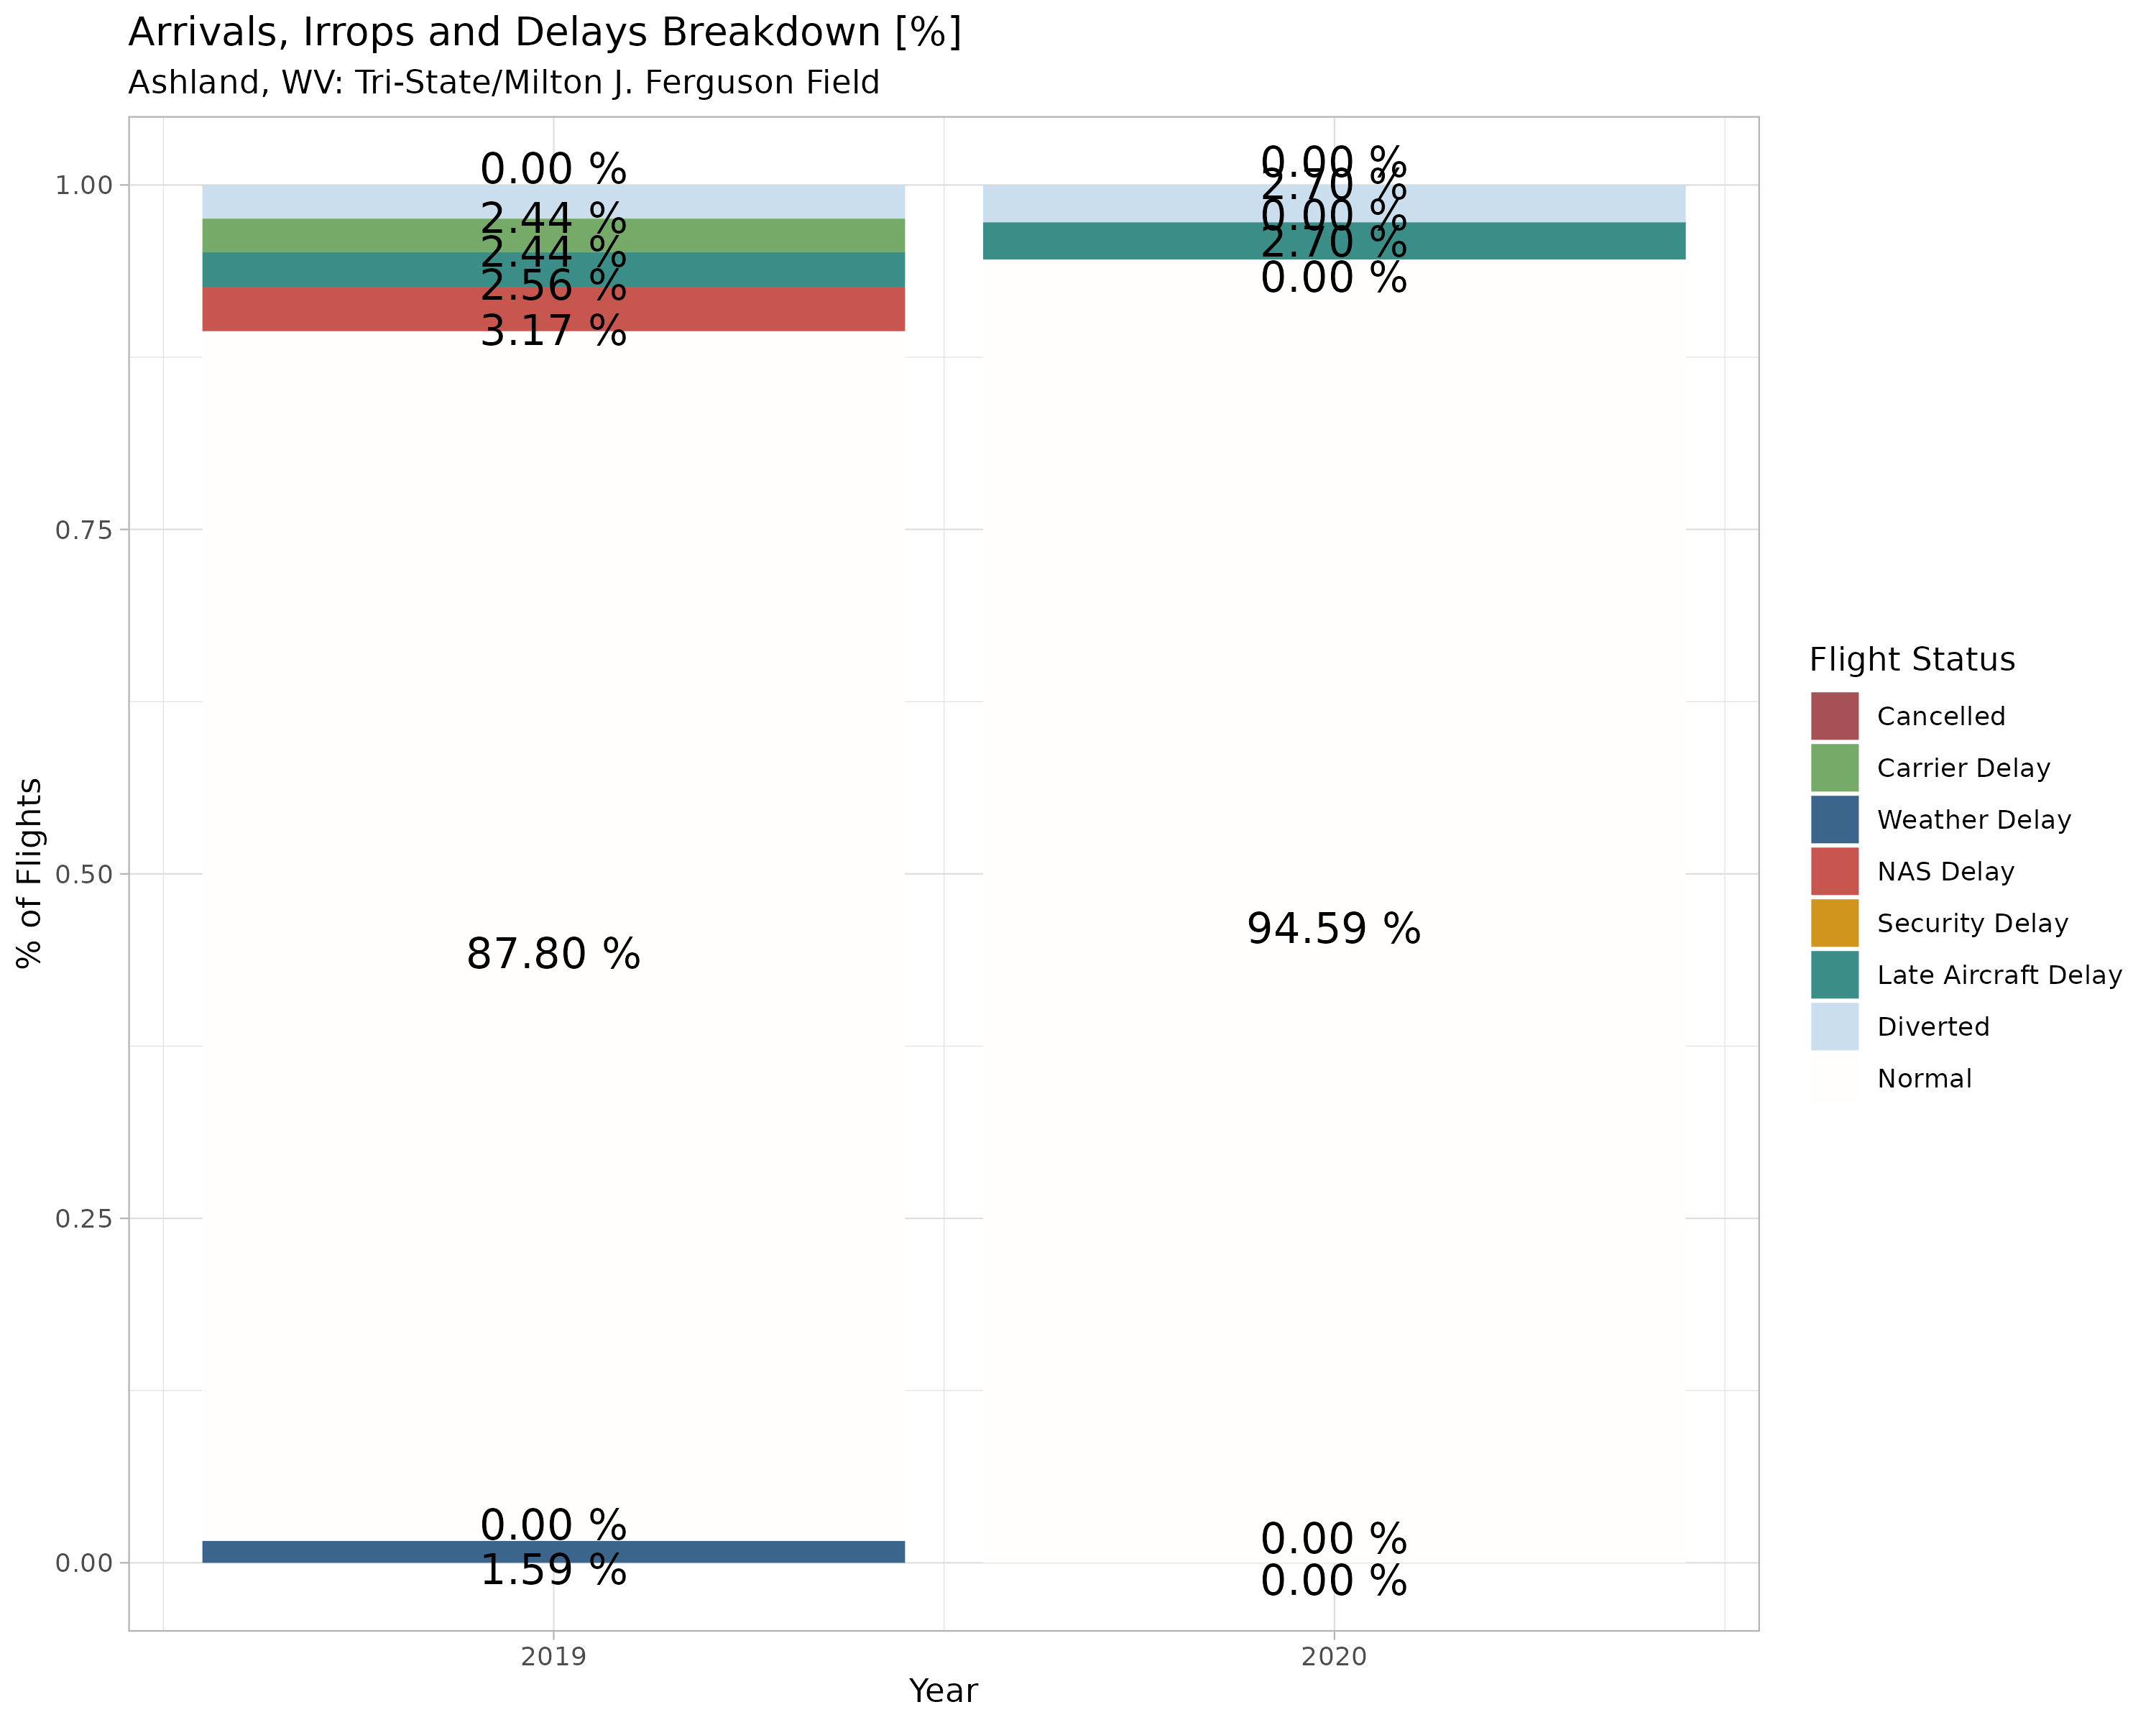 Arrivals, Irrops and Delays Breakdown [%]
Ashland, WV: Tri-State/Milton J. Ferguson Field
% of Flights
1.00
0.75
0.50
0.25
0.00
0.00 %
2.44 %
2.44 %
2.56 %
3.17 %
87.80 %
0.00 %
1.59 %
0.00 %
2.70 %
0.00 %
2.70 %
0.00 %
94.59 %
0.00 %
0.00 %
2019
2020
Year
Flight Status
Cancelled
Carrier Delay
Weather Delay
NAS Delay
Security Delay
Late Aircraft Delay
Diverted
Normal